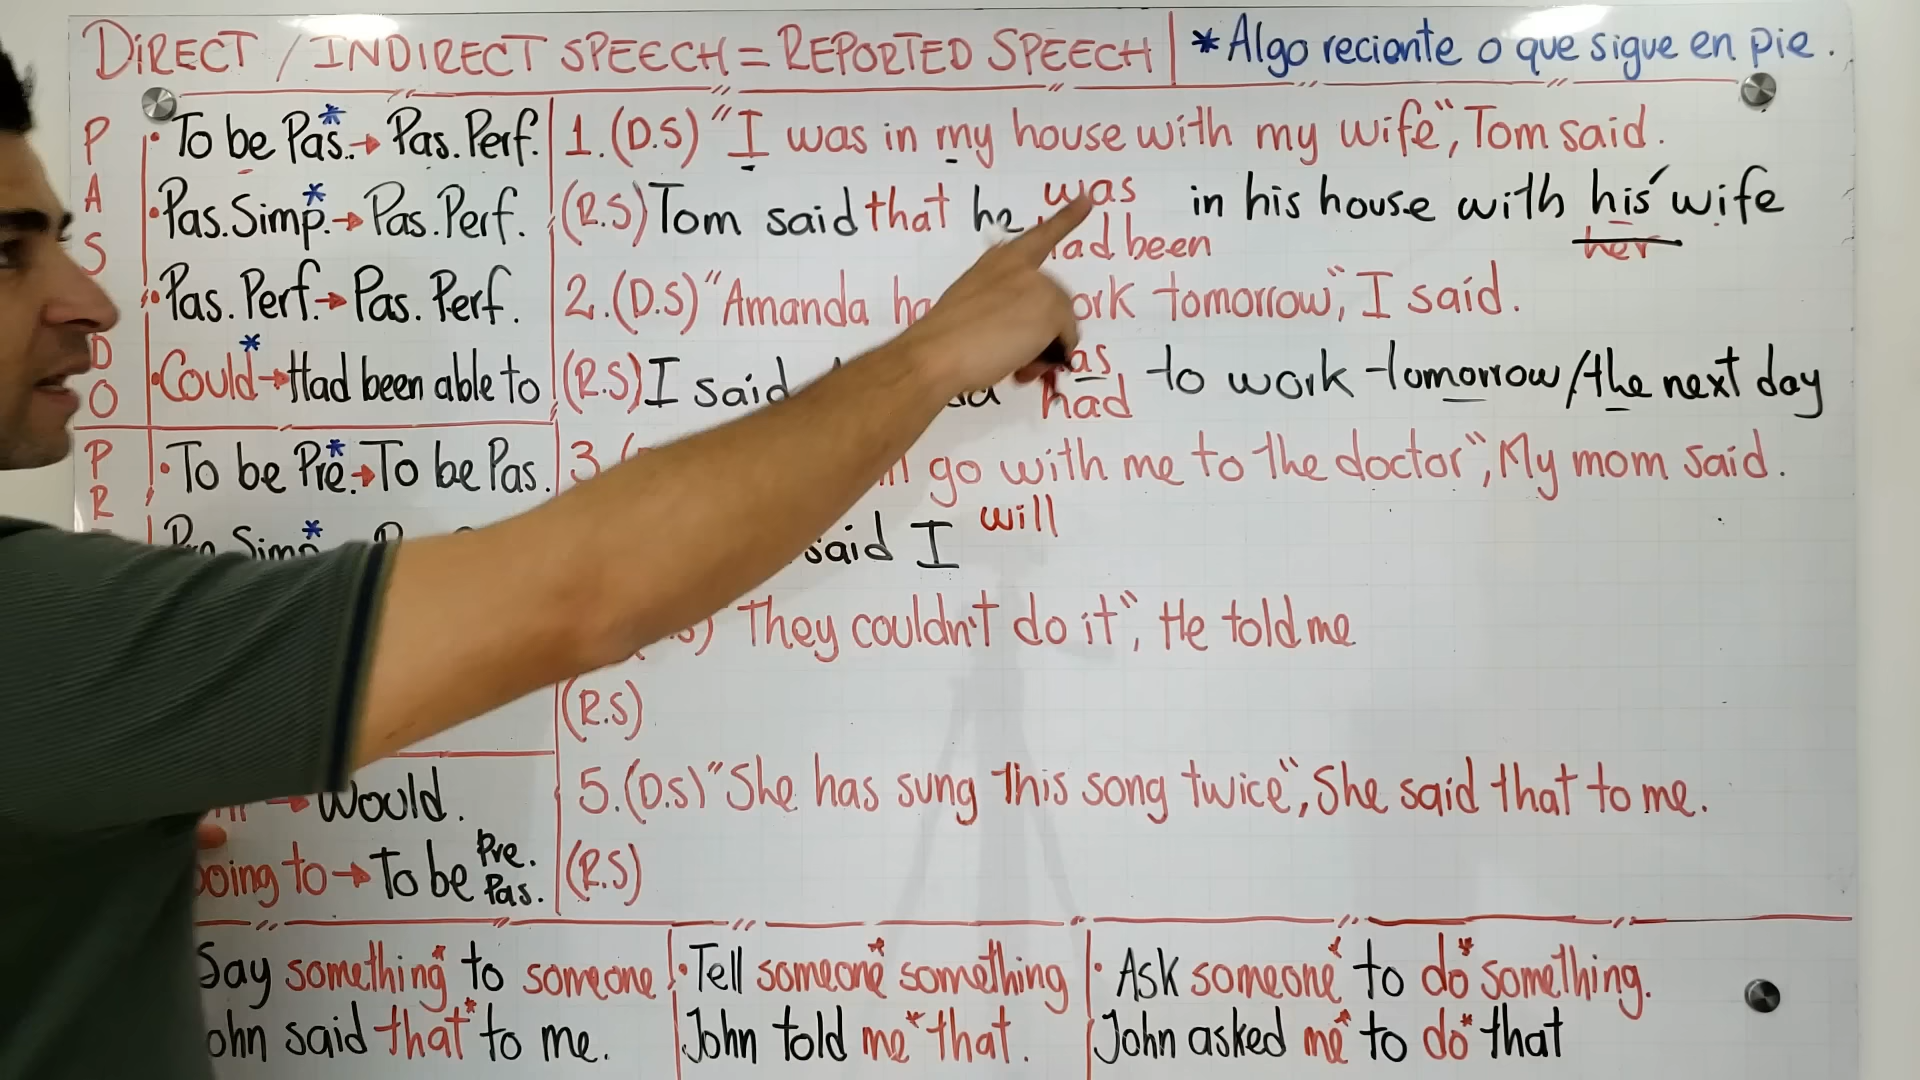 DIRECT / INDIRECT SPEECH = REPORTED SPEECH | * Algo reciente o que sigue en pie.
PASDO
• To be Pas.* → Pas. Perf.
• Pas. Simp.* → Pas. Perf.
• Pas. Perf. → Pas. Perf.
• Could* → Had been able to
PR
• To be Pre.* → To be Pas.
Simp*
→ Would.
oing to → To be Pre. Pas.
1. (D.S) "I was in my house with my wife", Tom said.
(R.S) Tom said that he was in his house with his wife
had been her
2. (D.S) "Amanda ork tomorrow", I said.
(R.S) I said as to work tomorrow/the next day
had
3. go with me to the doctor", My mom said.
said I will
"They couldn't do it", He told me
(R.S)
5. (D.S) "She has sung this song twice", She said that to me.
(R.S)
Say something* to someone
ohn said that* to me.
• Tell someone* something
John told me* that.
• Ask someone* to do* something.
John asked me* to do* that